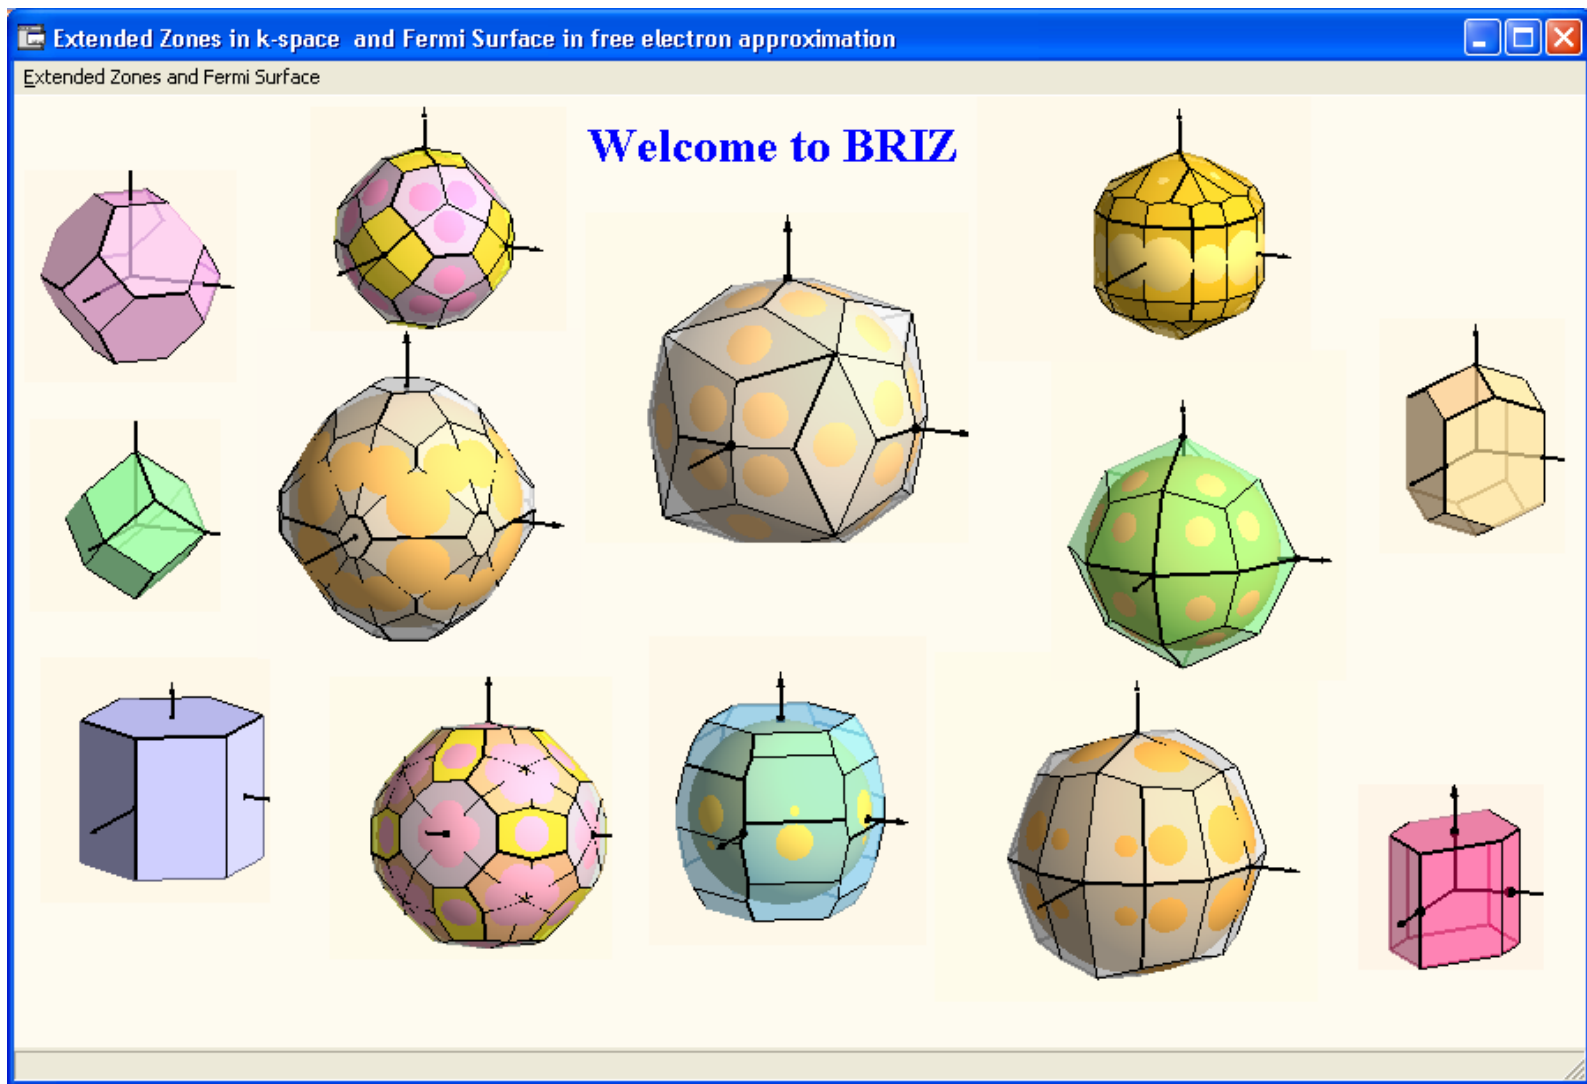 Extended Zones in k-space and Fermi Surface in free electron approximation
Extended Zones and Fermi Surface
Welcome to BRIZ